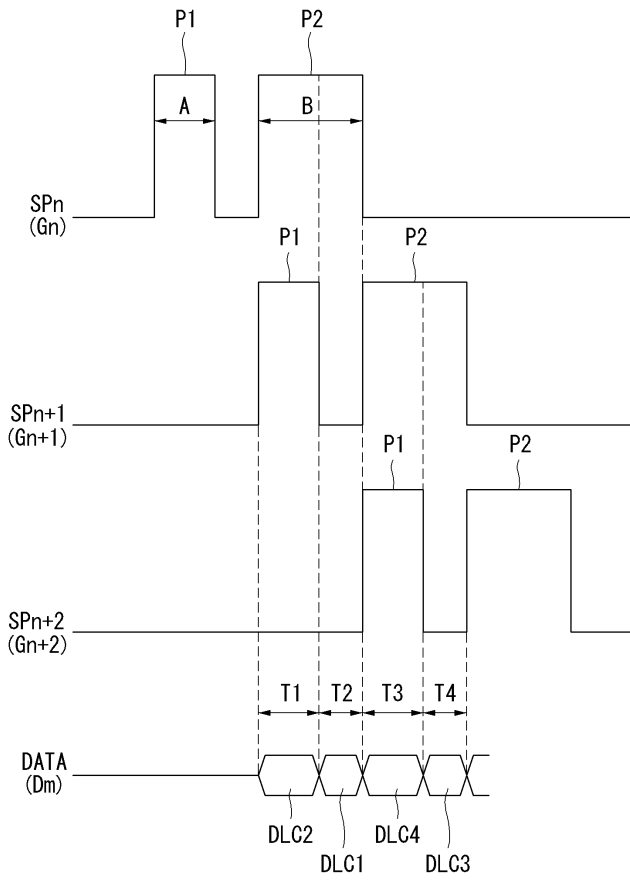 P1 P2
A B
SPn
(Gn)
P1 P2
SPn+1
(Gn+1)
P1 P2
SPn+2
(Gn+2)
T1 T2 T3 T4
DATA
(Dm)
DLC2 DLC4
DLC1 DLC3